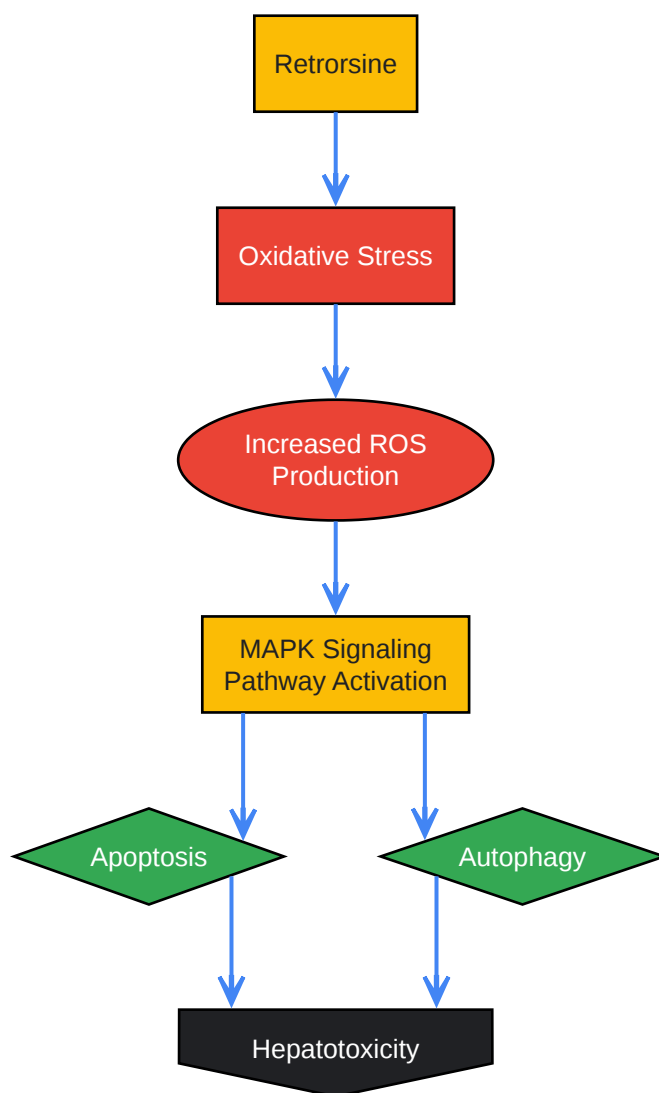 Retrorsine
Oxidative Stress
Increased ROS
Production
MAPK Signaling
Pathway Activation
Apoptosis
Autophagy
Hepatotoxicity